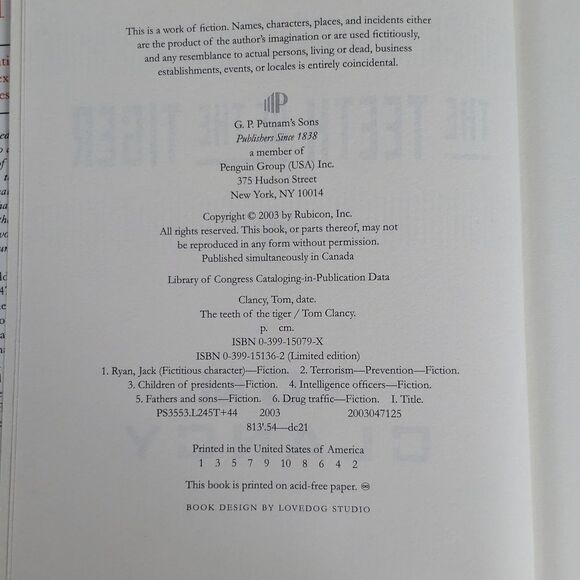 This is a work of fiction. Names, characters, places, and incidents either
are the product of the author's imagination or are used fictitiously,
and any resemblance to actual persons, living or dead, business
establishments, events, or locales is entirely coincidental.
P
G. P. Putnam's Sons
Publishers Since 1838
a member of
Penguin Group (USA) Inc.
375 Hudson Street
New York, NY 10014
Copyright © 2003 by Rubicon, Inc.
All rights reserved. This book, or parts thereof, may not
be reproduced in any form without permission.
Published simultaneously in Canada
Library of Congress Cataloging-in-Publication Data
Clancy, Tom, date.
The teeth of the tiger / Tom Clancy.
p. cm.
ISBN 0-399-15079-X
ISBN 0-399-15136-2 (Limited edition)
1. Ryan, Jack (Fictitious character)—Fiction. 2. Terrorism—Prevention—Fiction.
3. Children of presidents—Fiction. 4. Intelligence officers—Fiction.
5. Fathers and sons—Fiction. 6. Drug traffic—Fiction. I. Title.
PS3553.L245T+44 2003 2003047125
813'.54—dc21
Printed in the United States of America
1 3 5 7 9 10 8 6 4 2
This book is printed on acid-free paper. ♾
BOOK DESIGN BY LOVEDOG STUDIO